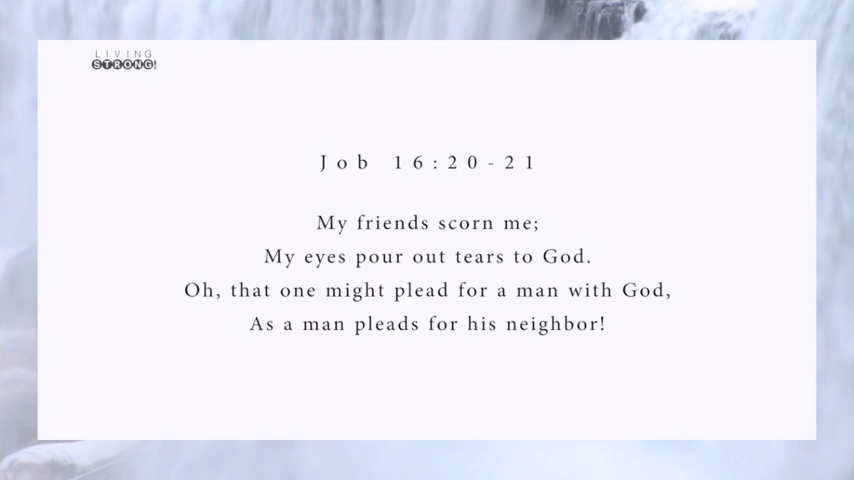 LIVING
STRONG!
Job 16:20-21
My friends scorn me;
My eyes pour out tears to God.
Oh, that one might plead for a man with God,
As a man pleads for his neighbor!